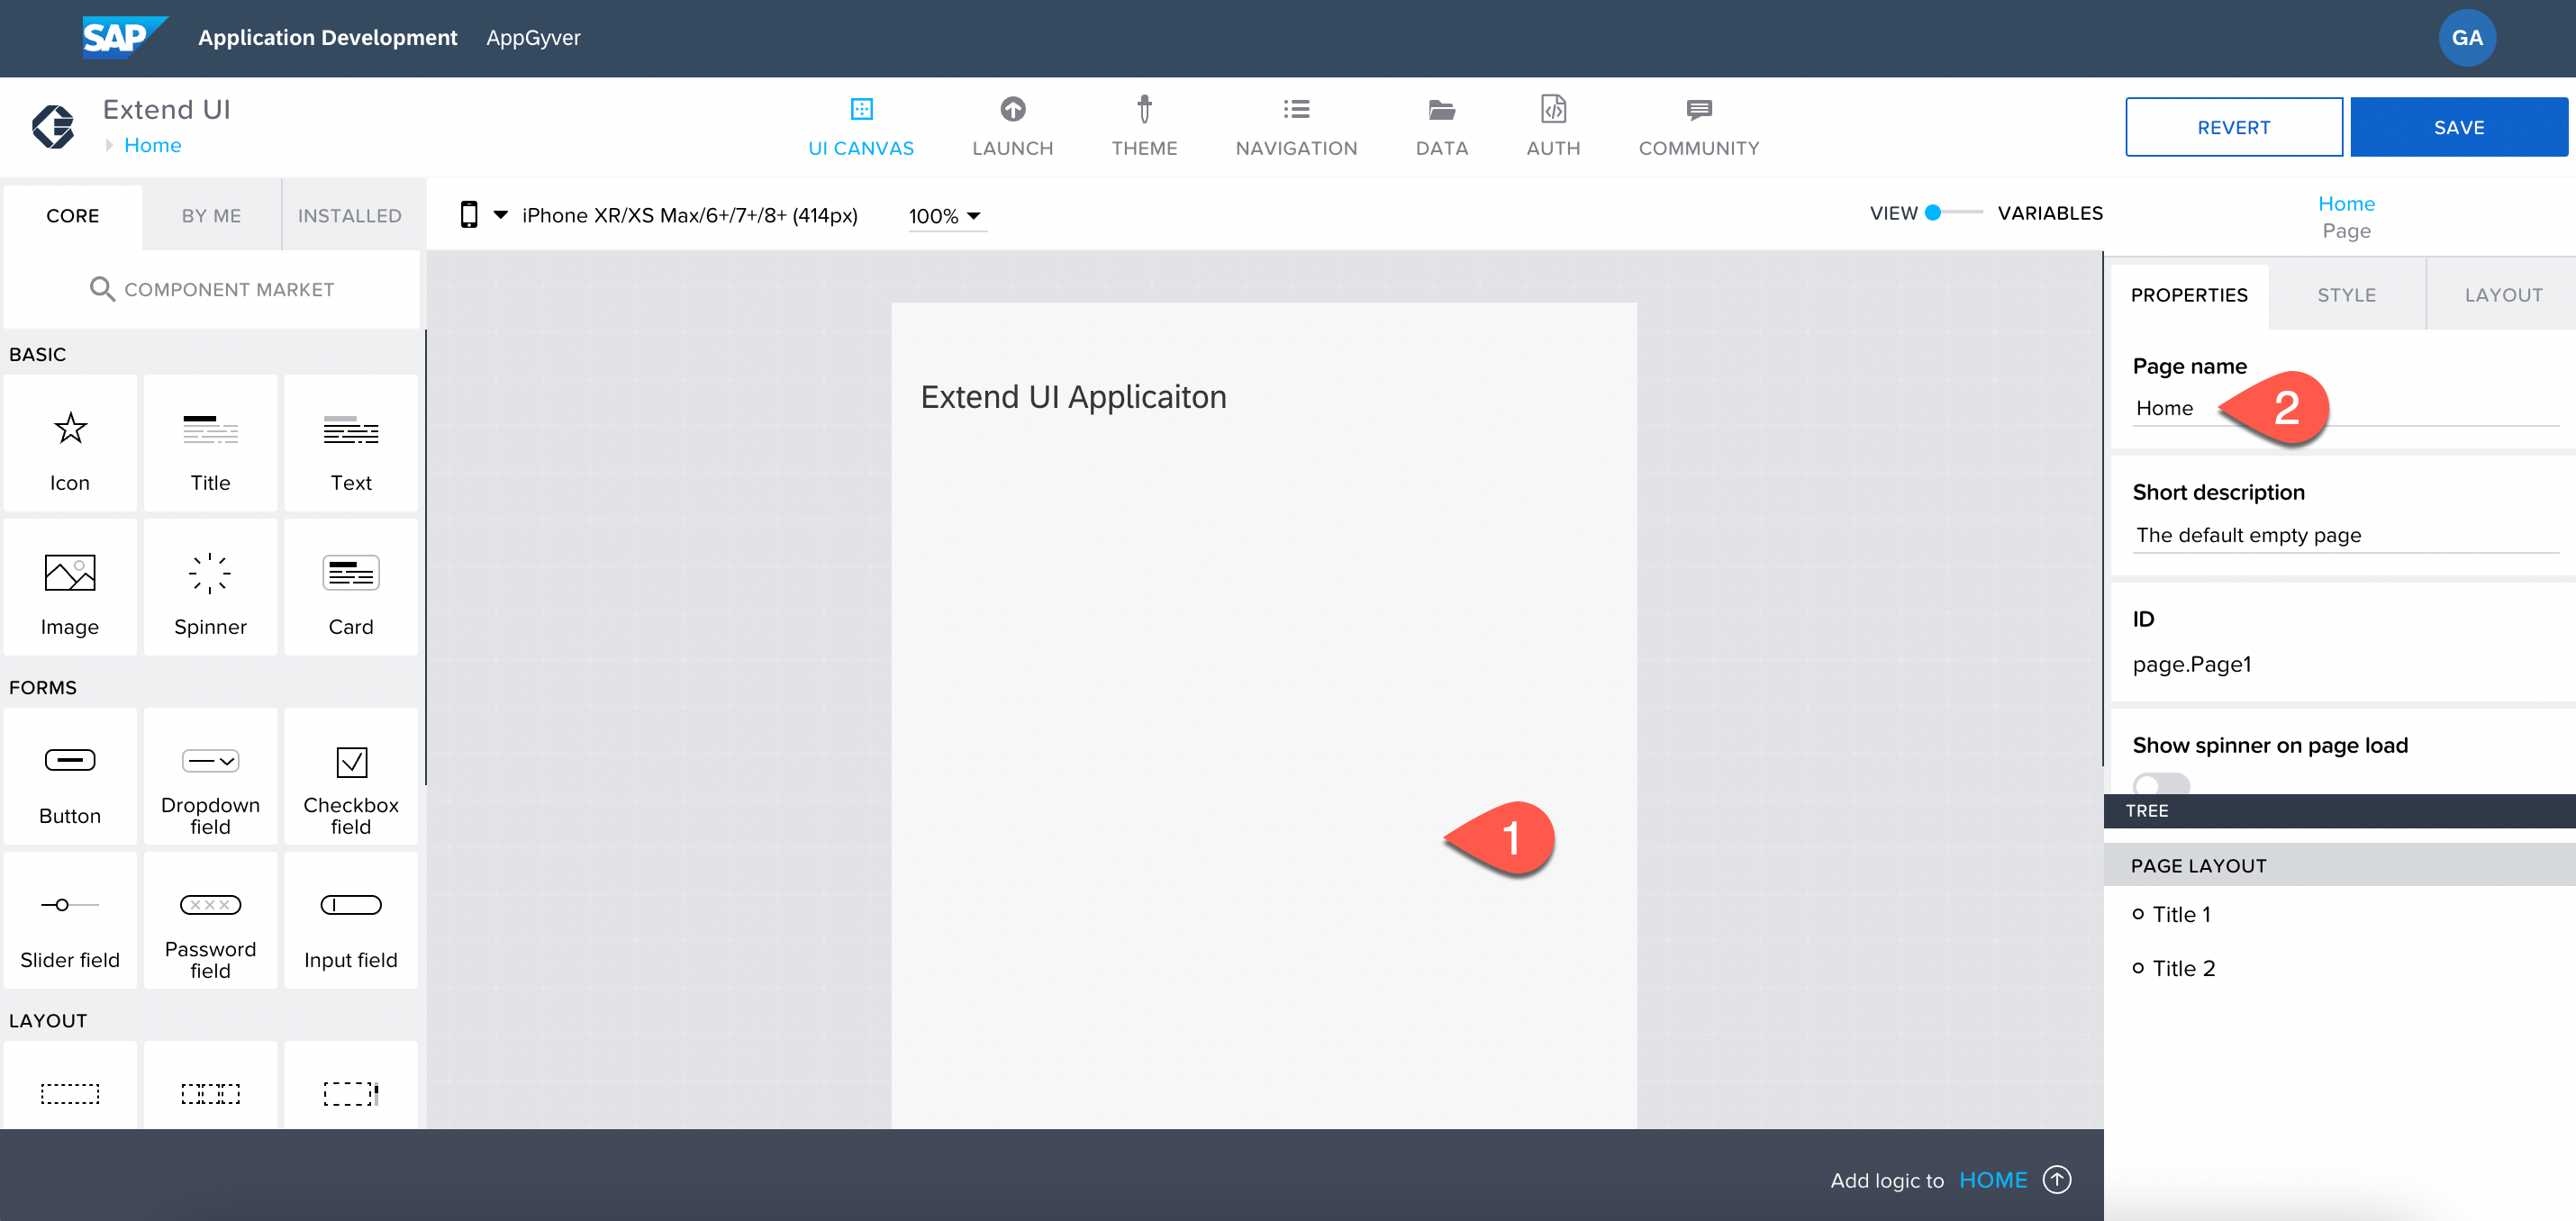 SAP Application Development AppGyver GA
Extend UI
Home
UI CANVAS LAUNCH THEME NAVIGATION DATA AUTH COMMUNITY REVERT SAVE
CORE BY ME INSTALLED
COMPONENT MARKET
BASIC
Icon Title Text
Image Spinner Card
FORMS
Button Dropdown field Checkbox field
Slider field Password field Input field
LAYOUT
iPhone XR/XS Max/6+/7+/8+ (414px) 100% VIEW VARIABLES
Extend UI Applicaiton
1
Add logic to HOME
Home
Page
PROPERTIES STYLE LAYOUT
Page name
Home 2
Short description
The default empty page
ID
page.Page1
Show spinner on page load
TREE
PAGE LAYOUT
Title 1
Title 2